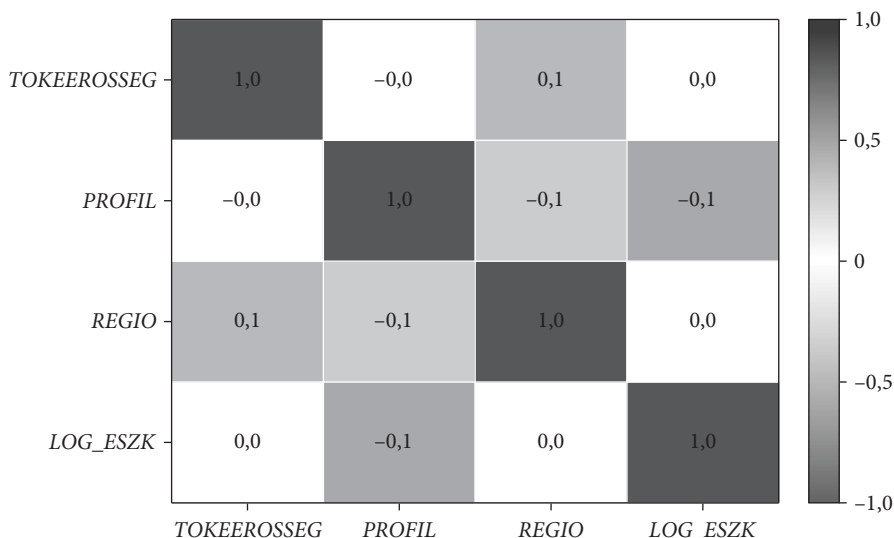 TOKEEROSSEG 1,0 –0,0 0,1 0,0
PROFIL –0,0 1,0 –0,1 –0,1
REGIO 0,1 –0,1 1,0 0,0
LOG_ESZK 0,0 –0,1 0,0 1,0
TOKEEROSSEG PROFIL REGIO LOG_ESZK
1,0
0,5
0
–0,5
–1,0